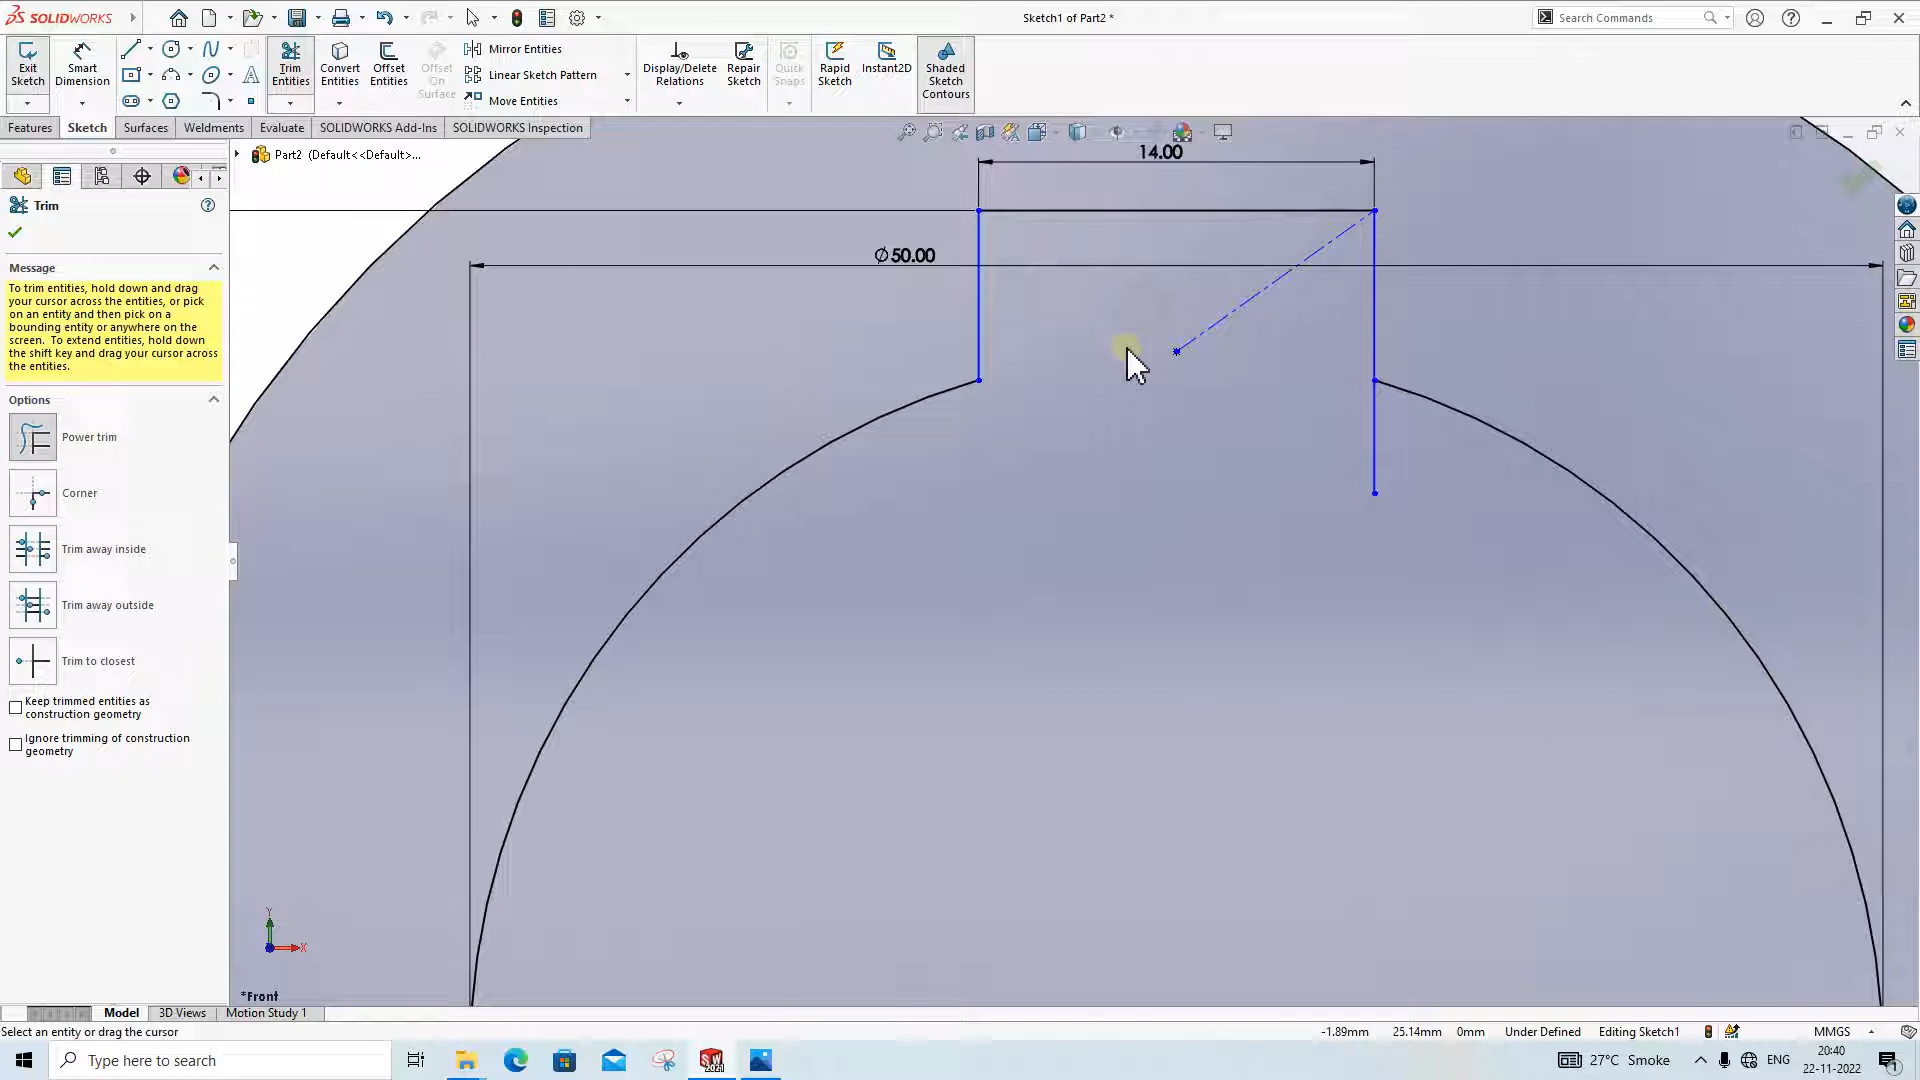 SOLIDWORKS
Sketch1 of Part2 *
Search Commands
Exit Sketch
Smart Dimension
Trim Entities
Convert Entities
Offset Entities
Offset On Surface
Mirror Entities
Linear Sketch Pattern
Move Entities
Display/Delete Relations
Repair Sketch
Quick Snaps
Rapid Sketch
Instant2D
Shaded Sketch Contours
Features
Sketch
Surfaces
Weldments
Evaluate
SOLIDWORKS Add-Ins
SOLIDWORKS Inspection
Part2 (Default<<Default>...
Trim
Message
To trim entities, hold down and drag
your cursor across the entities, or pick
on an entity and then pick on a
bounding entity or anywhere on the
screen. To extend entities, hold down
the shift key and drag your cursor across
the entities.
Options
Power trim
Corner
Trim away inside
Trim away outside
Trim to closest
Keep trimmed entities as
construction geometry
Ignore trimming of construction
geometry
14.00
Ø50.00
Y
X
*Front
Model
3D Views
Motion Study 1
Select an entity or drag the cursor
-1.89mm
25.14mm
0mm
Under Defined
Editing Sketch1
MMGS
Type here to search
SW
2021
27°C Smoke
ENG
20:40
22-11-2022
1